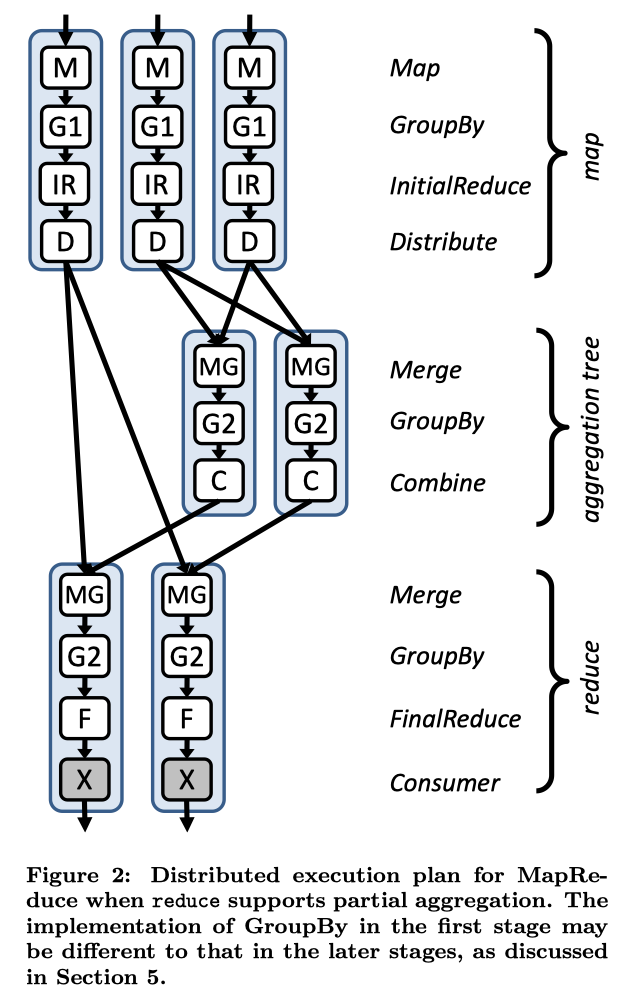 M M M Map
G1 G1 G1 GroupBy
IR IR IR InitialReduce
D D D Distribute
map
MG MG Merge
G2 G2 GroupBy
C C Combine
aggregation tree
MG MG Merge
G2 G2 GroupBy
F F FinalReduce
X X Consumer
reduce
Figure 2: Distributed execution plan for MapRe-
duce when reduce supports partial aggregation. The
implementation of GroupBy in the first stage may
be different to that in the later stages, as discussed
in Section 5.